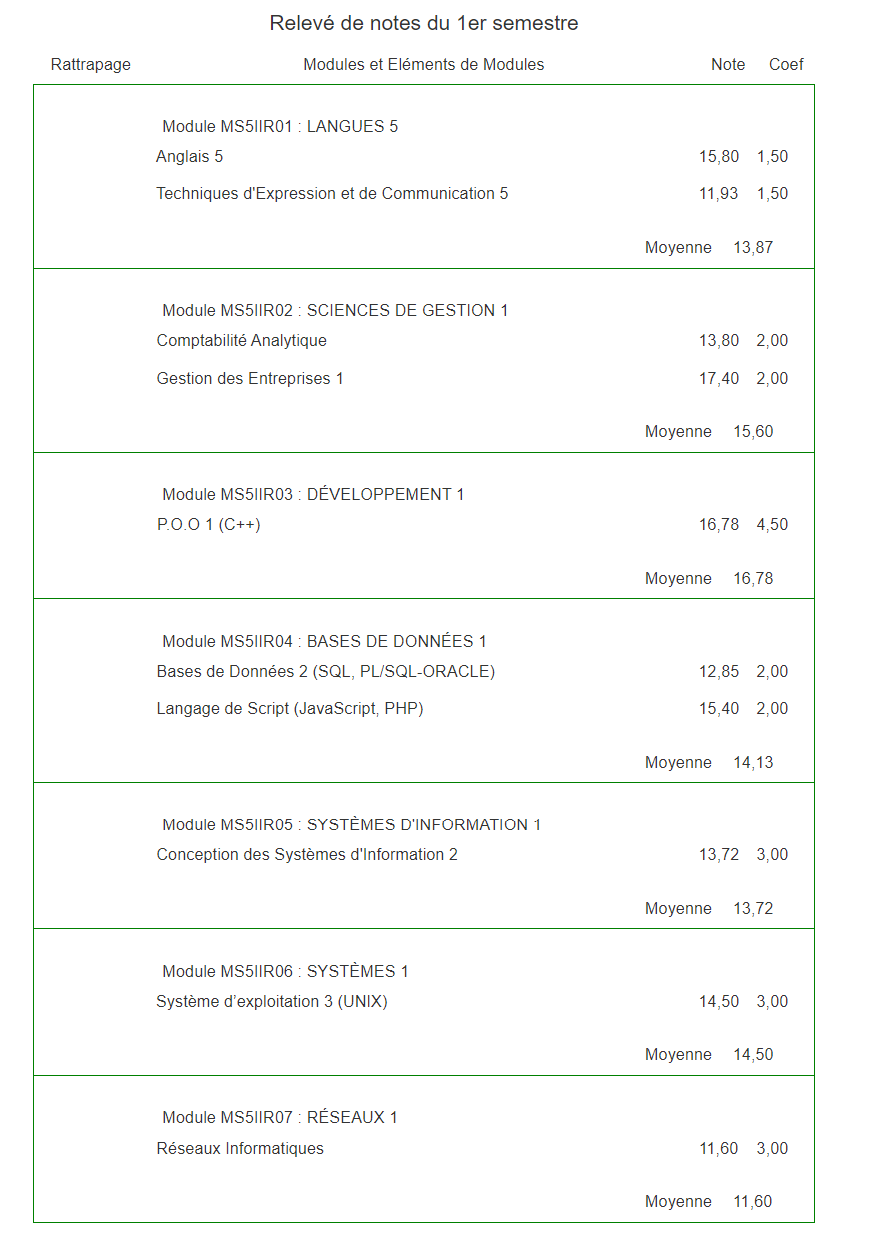 Relevé de notes du 1er semestre
Rattrapage Modules et Eléments de Modules Note Coef
Module MS5IIR01 : LANGUES 5
Anglais 5 15,80 1,50
Techniques d'Expression et de Communication 5 11,93 1,50
Moyenne 13,87
Module MS5IIR02 : SCIENCES DE GESTION 1
Comptabilité Analytique 13,80 2,00
Gestion des Entreprises 1 17,40 2,00
Moyenne 15,60
Module MS5IIR03 : DÉVELOPPEMENT 1
P.O.O 1 (C++) 16,78 4,50
Moyenne 16,78
Module MS5IIR04 : BASES DE DONNÉES 1
Bases de Données 2 (SQL, PL/SQL-ORACLE) 12,85 2,00
Langage de Script (JavaScript, PHP) 15,40 2,00
Moyenne 14,13
Module MS5IIR05 : SYSTÈMES D'INFORMATION 1
Conception des Systèmes d'Information 2 13,72 3,00
Moyenne 13,72
Module MS5IIR06 : SYSTÈMES 1
Système d’exploitation 3 (UNIX) 14,50 3,00
Moyenne 14,50
Module MS5IIR07 : RÉSEAUX 1
Réseaux Informatiques 11,60 3,00
Moyenne 11,60